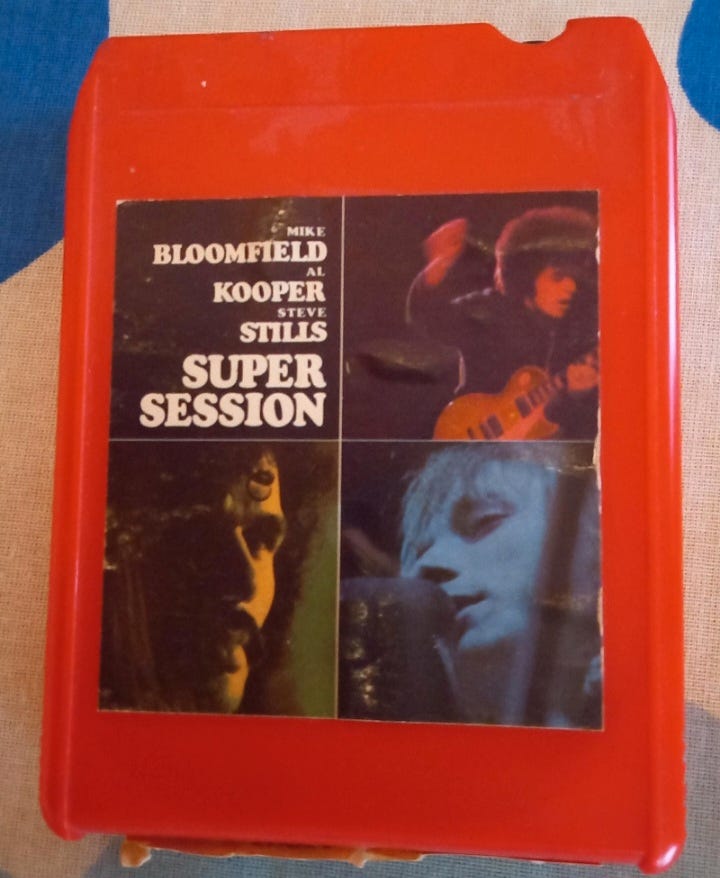 MIKE
BLOOMFIELD
AL
KOOPER
STEVE
STILLS
SUPER
SESSION